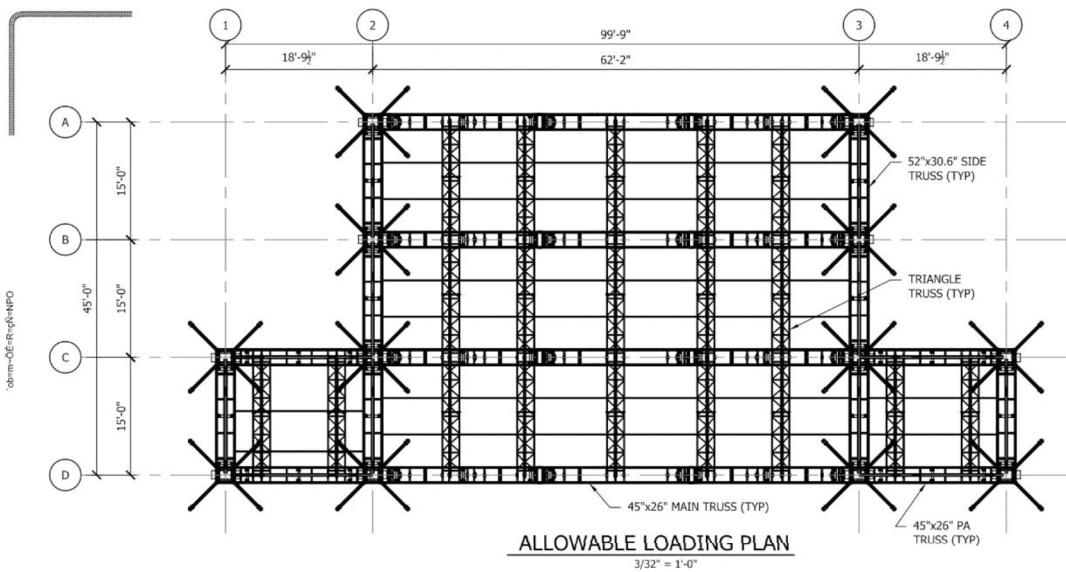 1
2
3
4
99'-9"
18'-9½"
62'-2"
18'-9½"
A
B
C
D
15'-0"
15'-0"
15'-0"
45'-0"
52"x30.6" SIDE
TRUSS (TYP)
TRIANGLE
TRUSS (TYP)
45"x26" MAIN TRUSS (TYP)
45"x26" PA
TRUSS (TYP)
ALLOWABLE LOADING PLAN
3/32" = 1'-0"